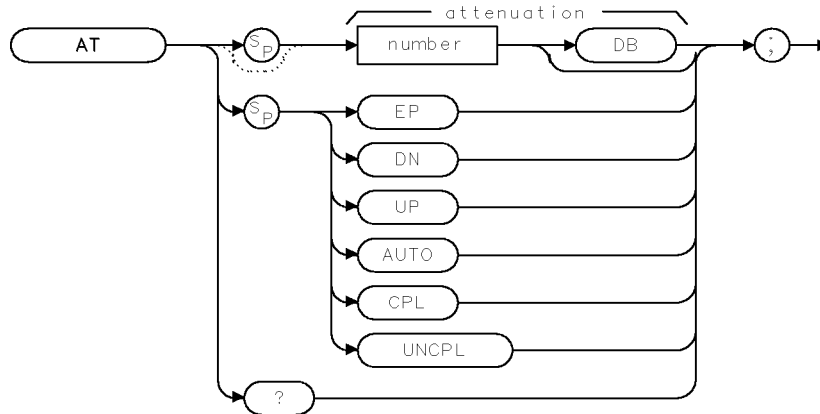 attenuation
AT SP number DB ;
SP EP
DN
UP
AUTO
CPL
UNCPL
?